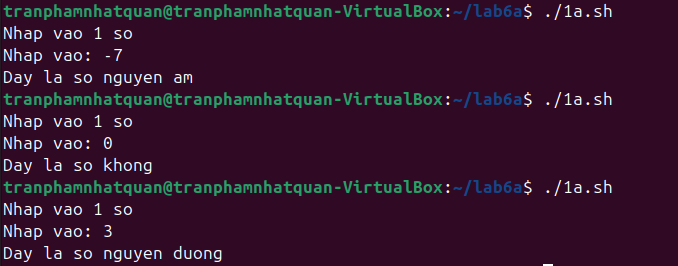 tranphamnhatquan@tranphamnhatquan-VirtualBox:~/lab6a$ ./1a.sh
Nhap vao 1 so
Nhap vao: -7
Day la so nguyen am
tranphamnhatquan@tranphamnhatquan-VirtualBox:~/lab6a$ ./1a.sh
Nhap vao 1 so
Nhap vao: 0
Day la so khong
tranphamnhatquan@tranphamnhatquan-VirtualBox:~/lab6a$ ./1a.sh
Nhap vao 1 so
Nhap vao: 3
Day la so nguyen duong